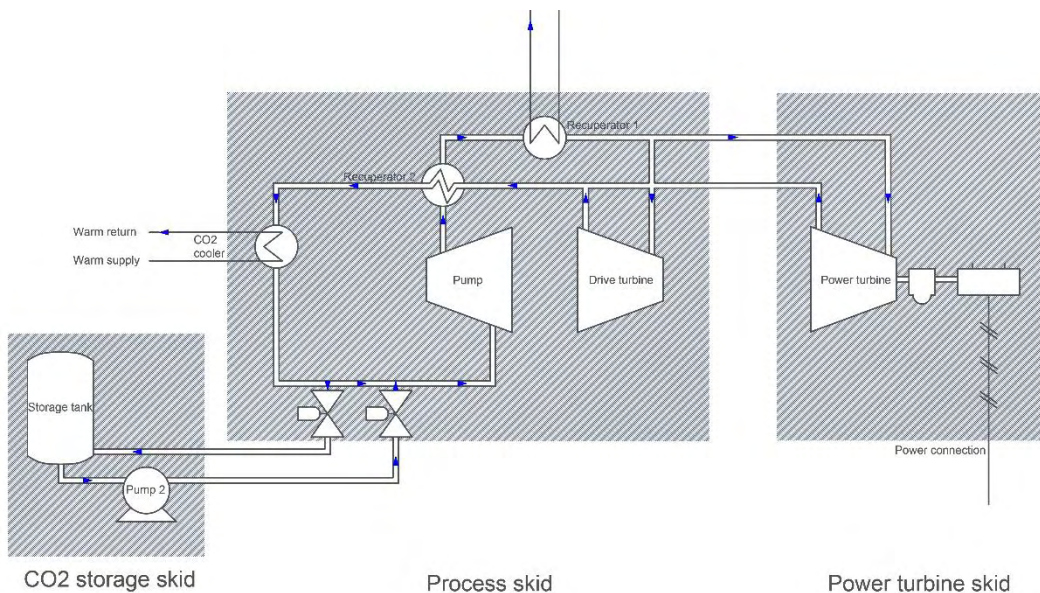 Recuperator 1
Recuperator 2
Warm return
CO2
cooler
Warm supply
Pump
Drive turbine
Power turbine
Storage tank
Power connection
Pump 2
CO2 storage skid
Process skid
Power turbine skid